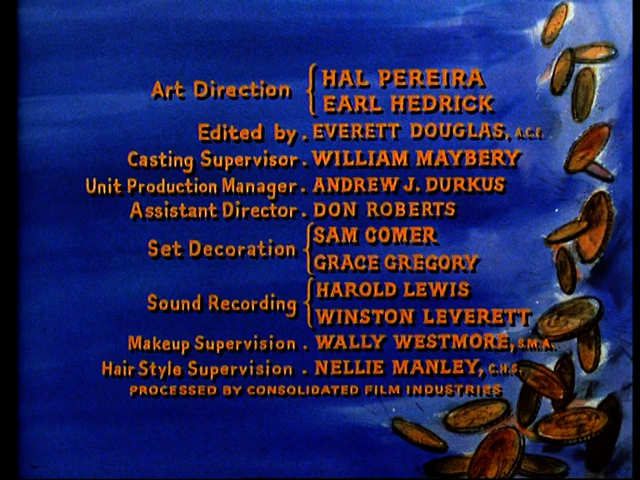 Art Direction { HAL PEREIRA
EARL HEDRICK
Edited by. EVERETT DOUGLAS, A.C.E.
Casting Supervisor. WILLIAM MAYBERY
Unit Production Manager. ANDREW J. DURKUS
Assistant Director. DON ROBERTS
Set Decoration { SAM COMER
GRACE GREGORY
Sound Recording { HAROLD LEWIS
WINSTON LEVERETT
Makeup Supervision. WALLY WESTMORE, S.M.A.
Hair Style Supervision. NELLIE MANLEY, C.H.S.
PROCESSED BY CONSOLIDATED FILM INDUSTRIES